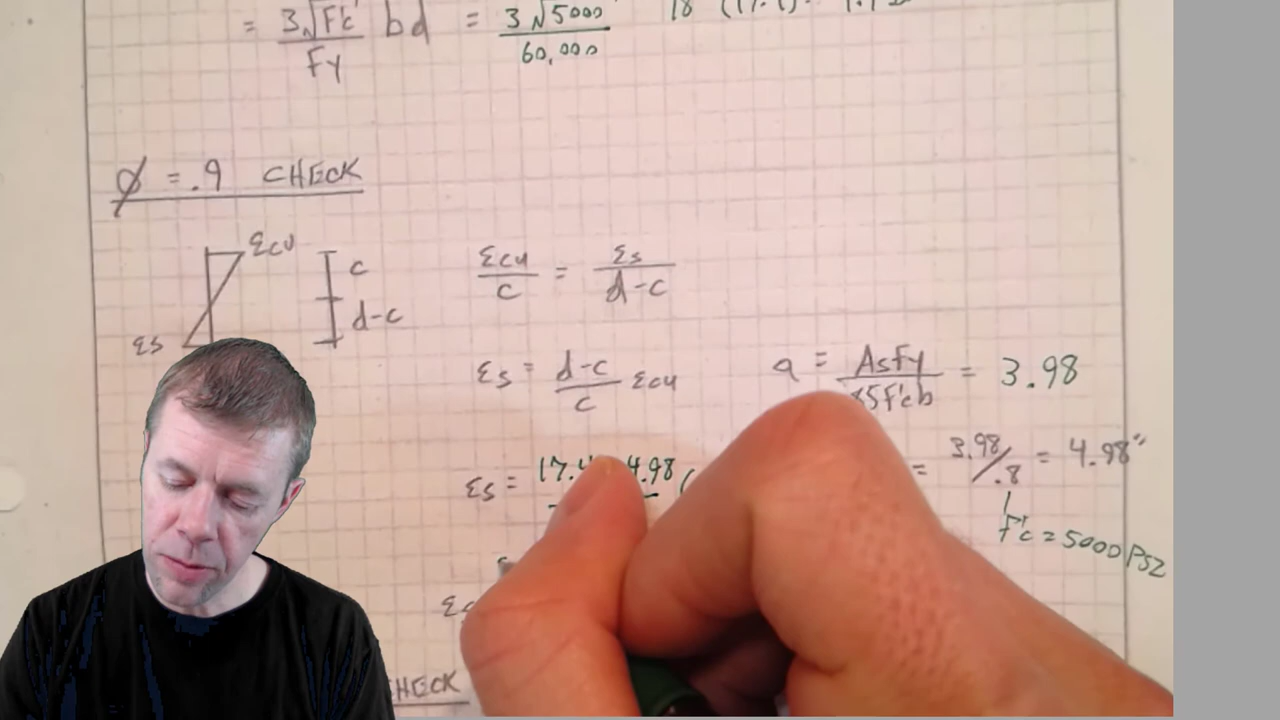 = 3√F'c / Fy bd = 3√5000 / 60,000 18
Ø = .9 CHECK
εcu c d-c εs
εcu / c = εs / d-c
εs = d-c / c εcu
a = AsFy / .85F'cb = 3.98
εs = 4.98 (
= 3.98/.8 = 4.98"
F'c = 5000 PSI
CHECK